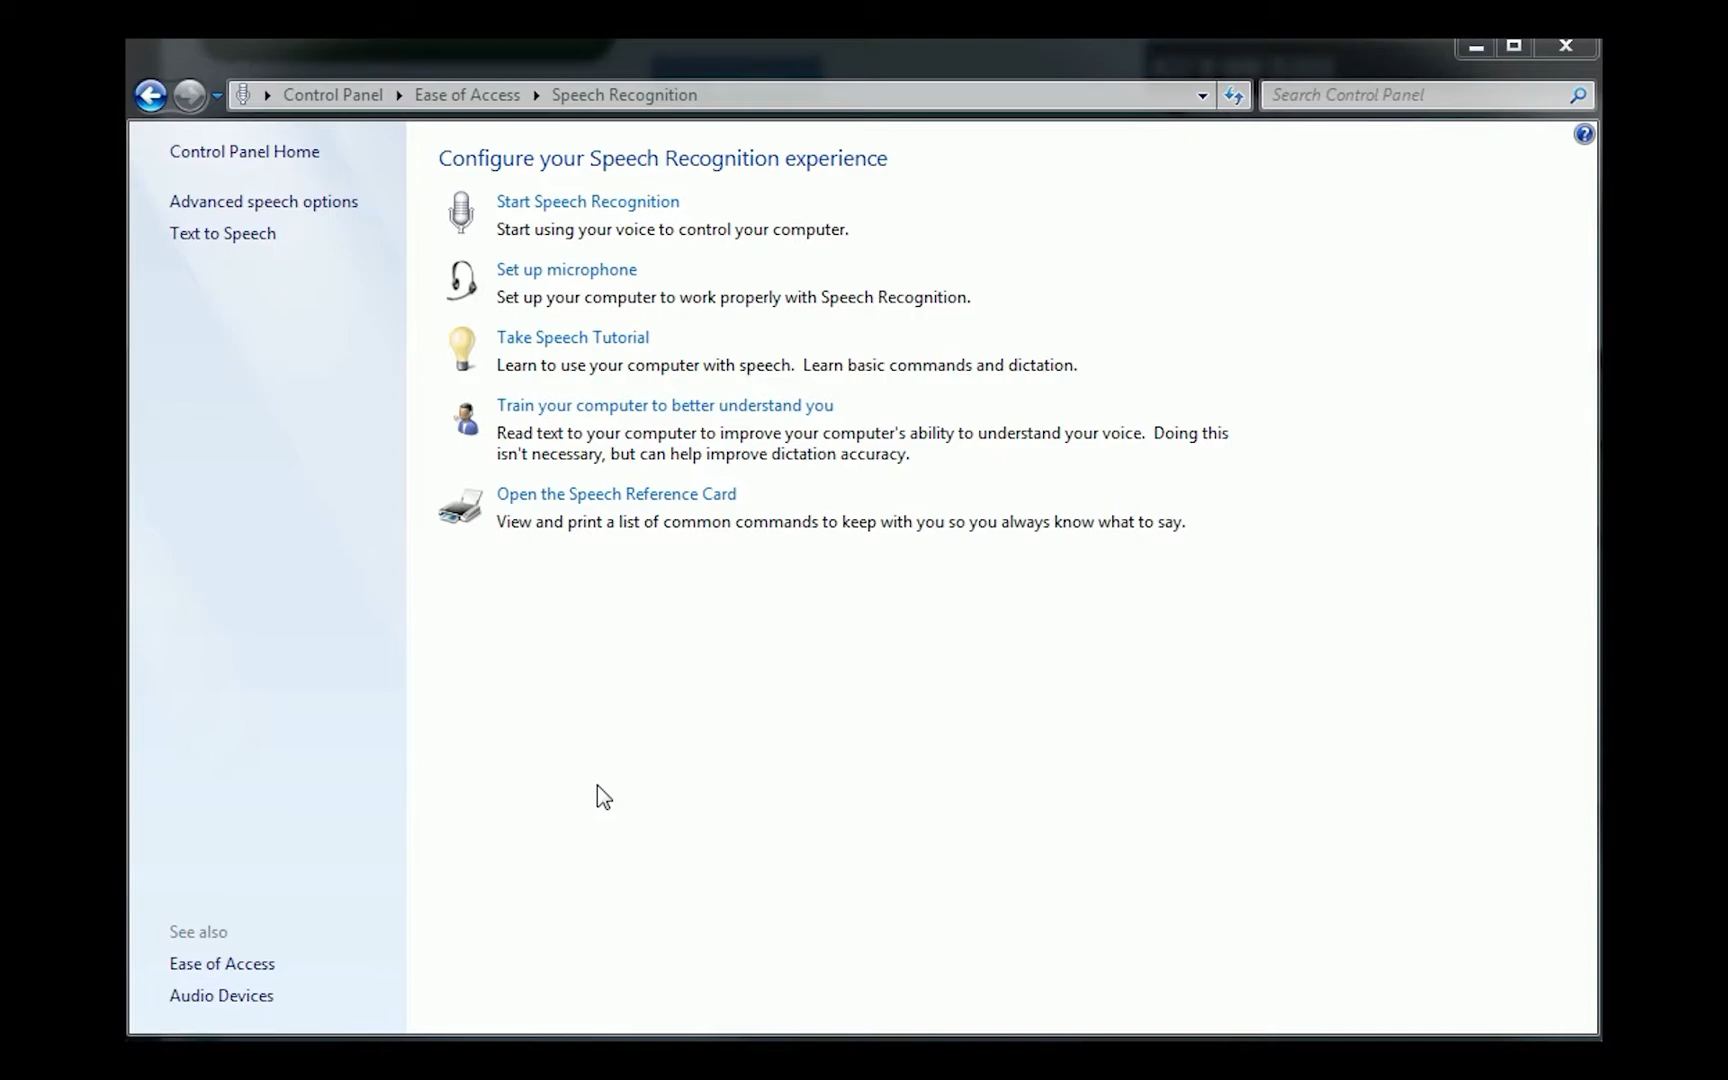 Control Panel Ease of Access Speech Recognition
Search Control Panel
Control Panel Home
Advanced speech options
Text to Speech
Configure your Speech Recognition experience
Start Speech Recognition
Start using your voice to control your computer.
Set up microphone
Set up your computer to work properly with Speech Recognition.
Take Speech Tutorial
Learn to use your computer with speech. Learn basic commands and dictation.
Train your computer to better understand you
Read text to your computer to improve your computer's ability to understand your voice. Doing this
isn't necessary, but can help improve dictation accuracy.
Open the Speech Reference Card
View and print a list of common commands to keep with you so you always know what to say.
See also
Ease of Access
Audio Devices